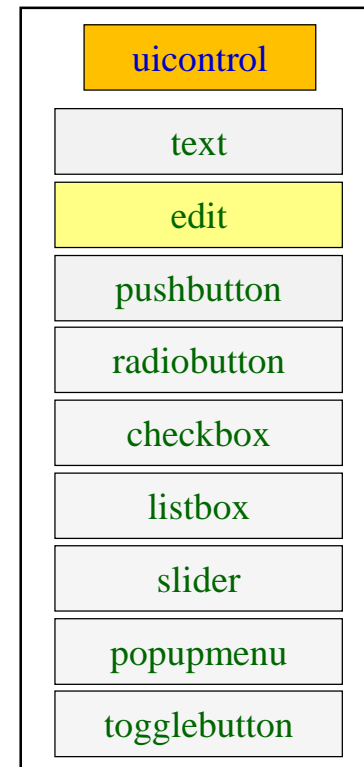 uicontrol
text
edit
pushbutton
radiobutton
checkbox
listbox
slider
popupmenu
togglebutton